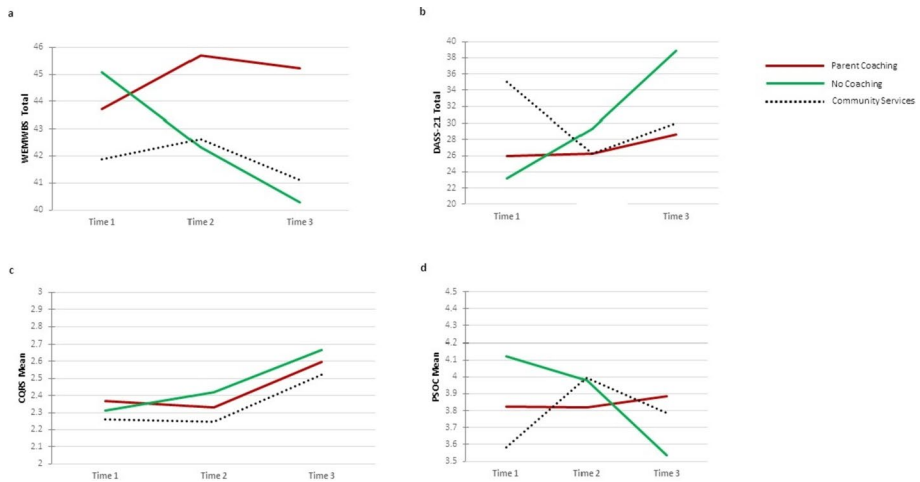 a
WEMWBS Total
46
45
44
43
42
41
40
Time 1
Time 2
Time 3
b
DASS-21 Total
40
38
36
34
32
30
28
26
24
22
20
Time 1
Time 3
Parent Coaching
No Coaching
Community Services
c
CQRS Mean
3
2.9
2.8
2.7
2.6
2.5
2.4
2.3
2.2
2.1
2
Time 1
Time 2
Time 3
d
PSOC Mean
4.5
4.4
4.3
4.2
4.1
4
3.9
3.8
3.7
3.6
3.5
Time 1
Time 2
Time 3